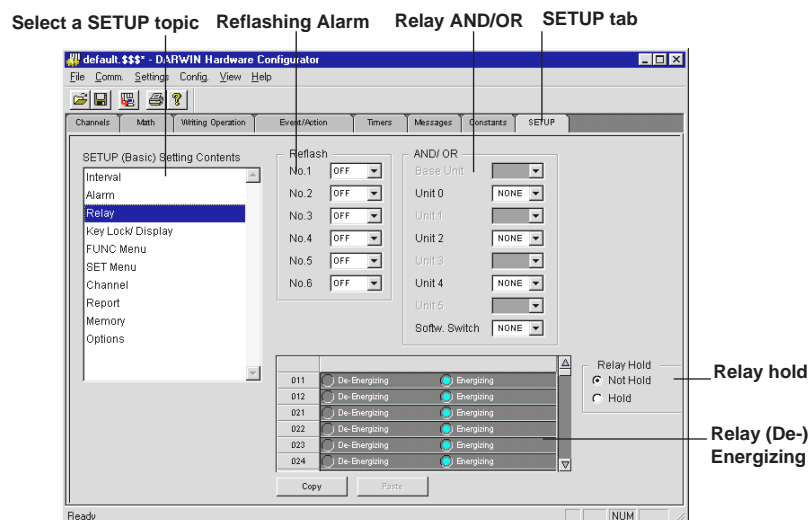 Select a SETUP topic Reflashing Alarm Relay AND/OR SETUP tab
default.$$$* - DARWIN Hardware Configurator
File Comm. Settings Config. View Help
Channels Math Writing Operation Event/Action Timers Messages Constants SETUP
SETUP (Basic) Setting Contents
Interval
Alarm
Relay
Key Lock/ Display
FUNC Menu
SET Menu
Channel
Report
Memory
Options
Reflash
No.1 OFF
No.2 OFF
No.3 OFF
No.4 OFF
No.5 OFF
No.6 OFF
AND/ OR
Base Unit
Unit 0 NONE
Unit 1
Unit 2 NONE
Unit 3
Unit 4 NONE
Unit 5
Softw. Switch NONE
011 De-Energizing Energizing
012 De-Energizing Energizing
021 De-Energizing Energizing
022 De-Energizing Energizing
023 De-Energizing Energizing
024 De-Energizing Energizing
Relay Hold
Not Hold
Hold
Relay hold
Relay (De-)
Energizing
Copy Paste
Ready NUM